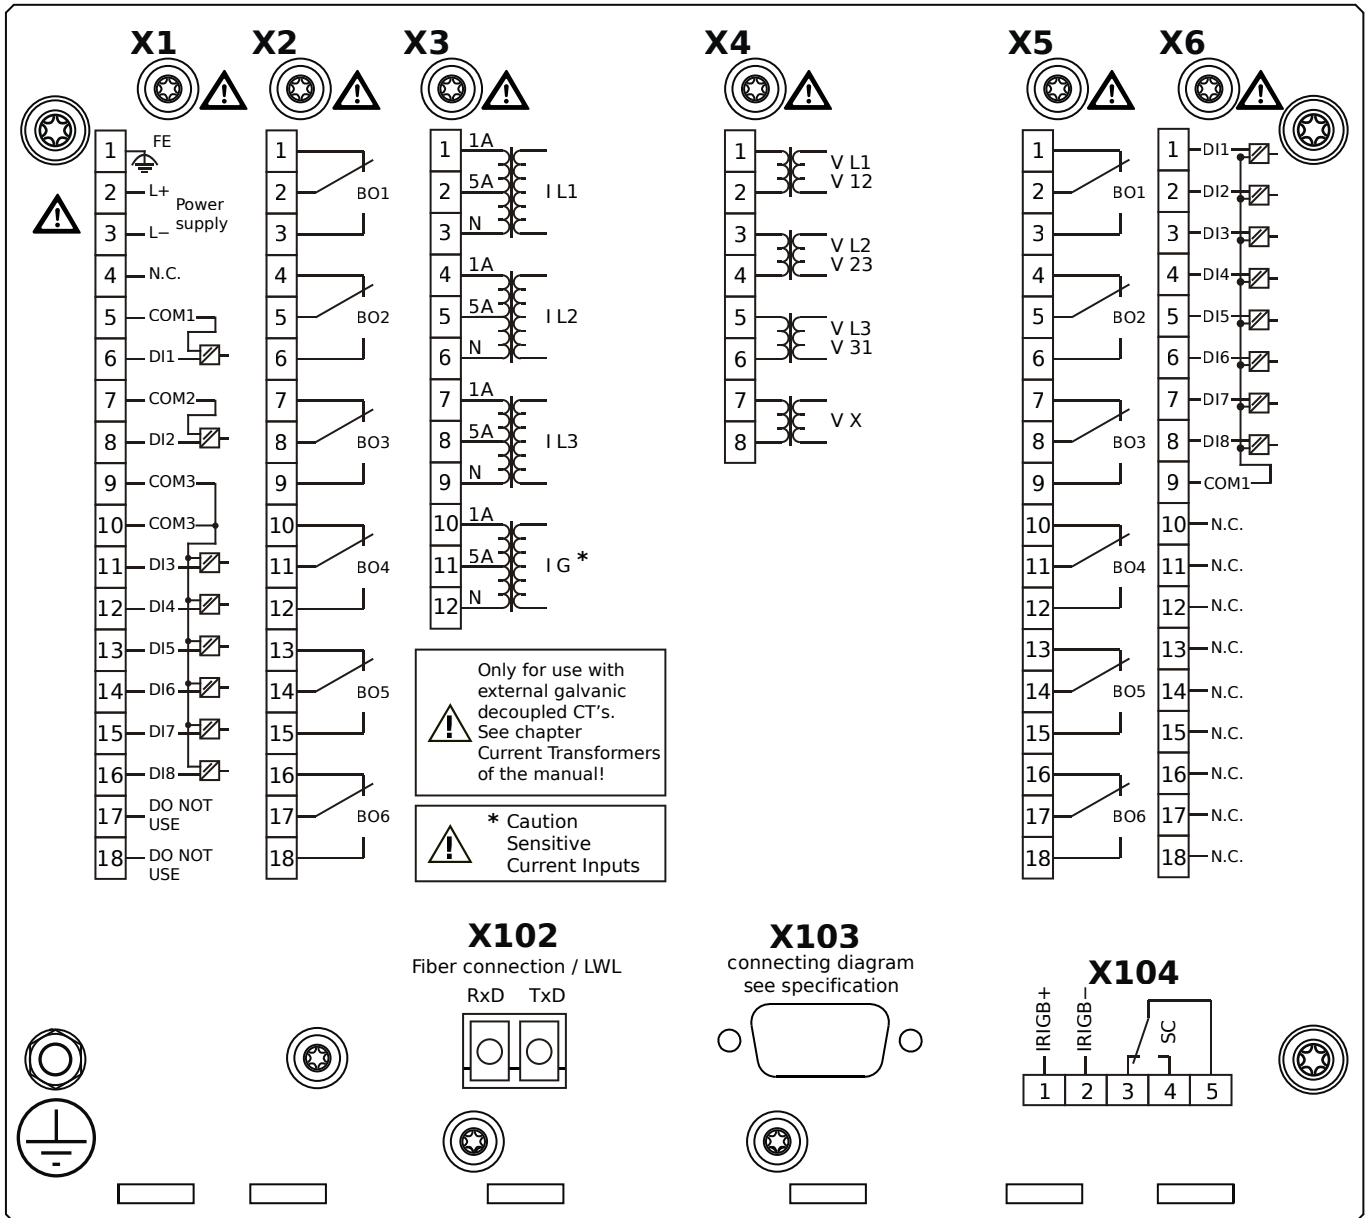 X1 X2 X3 X4 X5 X6
1 FE
2 L+
Power
supply
3 L−
4 N.C.
5 COM1
6 DI1
7 COM2
8 DI2
9 COM3
10 COM3
11 DI3
12 DI4
13 DI5
14 DI6
15 DI7
16 DI8
17 DO NOT
USE
18 DO NOT
USE
1
2 BO1
3
4
5 BO2
6
7
8 BO3
9
10
11 BO4
12
13
14 BO5
15
16
17 BO6
18
1 1A
2 5A I L1
3 N
4 1A
5 5A I L2
6 N
7 1A
8 5A I L3
9 N
10 1A
11 5A I G *
12 N
Only for use with
external galvanic
decoupled CT's.
See chapter
Current Transformers
of the manual!
* Caution
Sensitive
Current Inputs
1 V L1
2 V 12
3 V L2
4 V 23
5 V L3
6 V 31
7 V X
8
1
2 BO1
3
4
5 BO2
6
7
8 BO3
9
10
11 BO4
12
13
14 BO5
15
16
17 BO6
18
1 DI1
2 DI2
3 DI3
4 DI4
5 DI5
6 DI6
7 DI7
8 DI8
9 COM1
10 N.C.
11 N.C.
12 N.C.
13 N.C.
14 N.C.
15 N.C.
16 N.C.
17 N.C.
18 N.C.
X102
Fiber connection / LWL
RxD TxD
X103
connecting diagram
see specification
X104
IRIGB+ IRIGB− SC
1 2 3 4 5